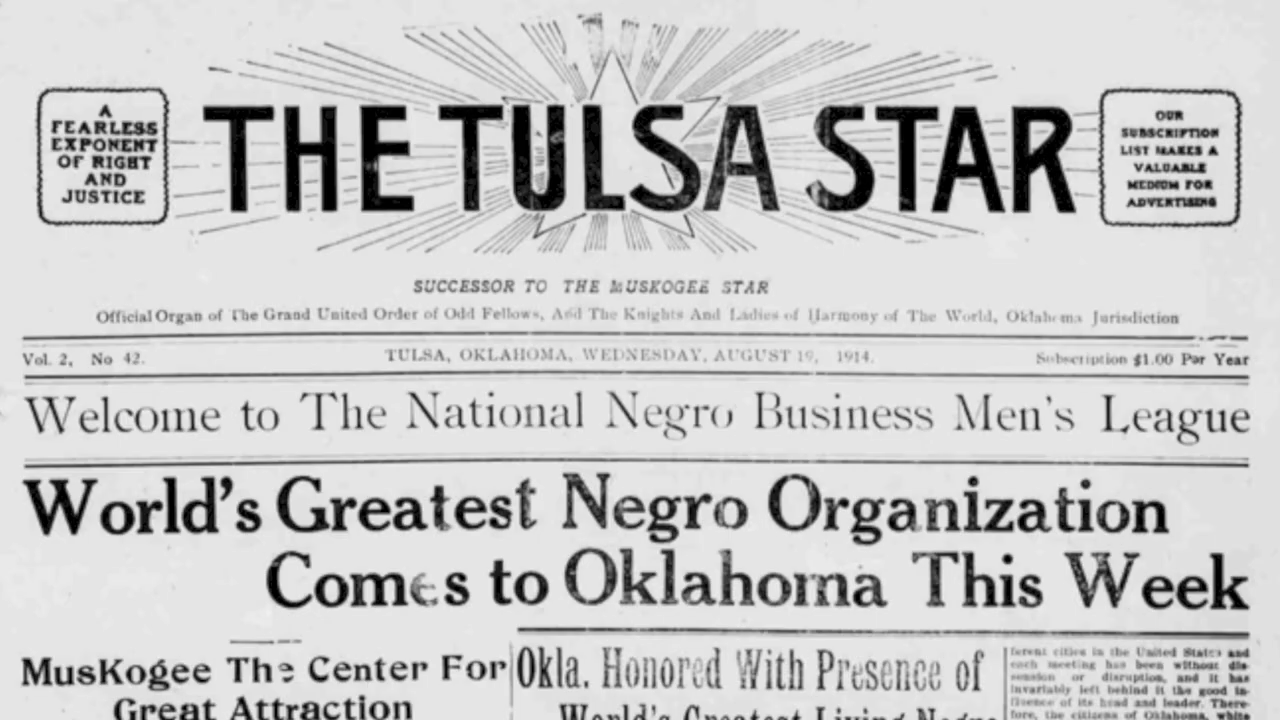 A
FEARLESS
EXPONENT
OF RIGHT
AND
JUSTICE
THE TULSA STAR
OUR
SUBSCRIPTION
LIST MAKES A
VALUABLE
MEDIUM FOR
ADVERTISING
SUCCESSOR TO THE MUSKOGEE STAR
Official Organ of The Grand United Order of Odd Fellows, And The Knights And Ladies of Harmony of The World, Oklahoma Jurisdiction
Vol. 2, No 42.
TULSA, OKLAHOMA, WEDNESDAY, AUGUST 19, 1914.
Subscription $1.00 Per Year
Welcome to The National Negro Business Men's League
World's Greatest Negro Organization
Comes to Oklahoma This Week
MusKogee The Center For
Great Attraction
Okla. Honored With Presence of
World's Greatest Living Negro
ferent cities in the United States and
each meeting has been without dis-
sension or disruption, and it has
invariably left behind it the good in-
fluence of its head and leader. There-
fore, the citizens of Oklahoma, white